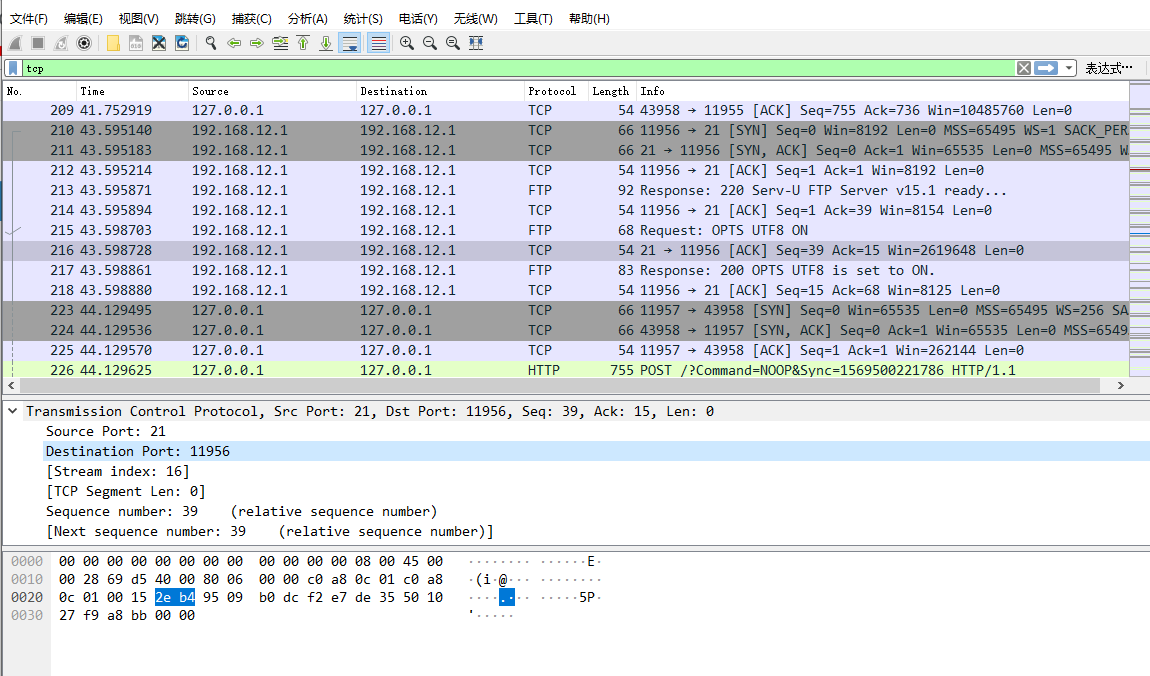 文件(F) 编辑(E) 视图(V) 跳转(G) 捕获(C) 分析(A) 统计(S) 电话(Y) 无线(W) 工具(T) 帮助(H)
tcp 表达式…
No. Time Source Destination Protocol Length Info
209 41.752919 127.0.0.1 127.0.0.1 TCP 54 43958 → 11955 [ACK] Seq=755 Ack=736 Win=10485760 Len=0
210 43.595140 192.168.12.1 192.168.12.1 TCP 66 11956 → 21 [SYN] Seq=0 Win=8192 Len=0 MSS=65495 WS=1 SACK_PER
211 43.595183 192.168.12.1 192.168.12.1 TCP 66 21 → 11956 [SYN, ACK] Seq=0 Ack=1 Win=65535 Len=0 MSS=65495 W
212 43.595214 192.168.12.1 192.168.12.1 TCP 54 11956 → 21 [ACK] Seq=1 Ack=1 Win=8192 Len=0
213 43.595871 192.168.12.1 192.168.12.1 FTP 92 Response: 220 Serv-U FTP Server v15.1 ready...
214 43.595894 192.168.12.1 192.168.12.1 TCP 54 11956 → 21 [ACK] Seq=1 Ack=39 Win=8154 Len=0
215 43.598703 192.168.12.1 192.168.12.1 FTP 68 Request: OPTS UTF8 ON
216 43.598728 192.168.12.1 192.168.12.1 TCP 54 21 → 11956 [ACK] Seq=39 Ack=15 Win=2619648 Len=0
217 43.598861 192.168.12.1 192.168.12.1 FTP 83 Response: 200 OPTS UTF8 is set to ON.
218 43.598880 192.168.12.1 192.168.12.1 TCP 54 11956 → 21 [ACK] Seq=15 Ack=68 Win=8125 Len=0
223 44.129495 127.0.0.1 127.0.0.1 TCP 66 11957 → 43958 [SYN] Seq=0 Win=65535 Len=0 MSS=65495 WS=256 SA
224 44.129536 127.0.0.1 127.0.0.1 TCP 66 43958 → 11957 [SYN, ACK] Seq=0 Ack=1 Win=65535 Len=0 MSS=6549
225 44.129570 127.0.0.1 127.0.0.1 TCP 54 11957 → 43958 [ACK] Seq=1 Ack=1 Win=262144 Len=0
226 44.129625 127.0.0.1 127.0.0.1 HTTP 755 POST /?Command=NOOP&Sync=1569500221786 HTTP/1.1
Transmission Control Protocol, Src Port: 21, Dst Port: 11956, Seq: 39, Ack: 15, Len: 0
Source Port: 21
Destination Port: 11956
[Stream index: 16]
[TCP Segment Len: 0]
Sequence number: 39 (relative sequence number)
[Next sequence number: 39 (relative sequence number)]
0000 00 00 00 00 00 00 00 00 00 00 00 00 08 00 45 00 ········ ······E·
0010 00 28 69 d5 40 00 80 06 00 00 c0 a8 0c 01 c0 a8 ·(i·@··· ········
0020 0c 01 00 15 2e b4 95 09 b0 dc f2 e7 de 35 50 10 ····.··· ·····5P·
0030 27 f9 a8 bb 00 00 '·····